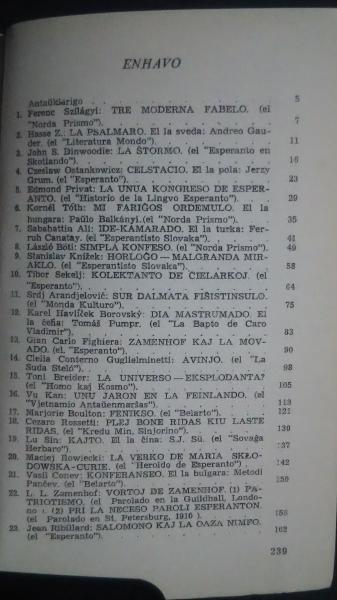 ENHAVO
Antaŭklarigo 5
1. Ferenc Szilágyi: TRE MODERNA FABELO. (el
"Norda Prismo"). 7
2. Hasse Z.: LA PSALMARO. El la sveda: Andreo Gau-
der. (el "Literatura Mondo"). 11
3. John S. Dinwoodie: LA ŜTORMO. (el "Esperanto en
Skotlando"). 16
4. Czeslaw Ostankowicz: CELSTACIO. El la pola: Jerzy
Grum. (el "Esperanto"). 23
5. Edmond Privat: LA UNUA KONGRESO DE ESPER-
ANTO. (el "Historio de la Lingvo Esperanto"). 29
6. Kornél Tóth: MI FARIĜOS ORDEMULO. El la
hungara: Paŭlo Balkányi. (el "Norda Prismo"). 35
7. Sabahattin Ali: IDE-KAMARADO. El la turka: Fer-
ruh Canatay. (el "Esperantisto Slovaka"). 41
8. László Böti: SIMPLA KONFESO. (el "Norda Prismo") 49
9. Stanislav Knížek: HORLOĜO — MALGRANDA MIR-
AKLO. (el "Esperantisto Slovaka"). 58
10. Tibor Sekelj: KOLEKTANTO DE ĈIELARKOJ. (el
"Esperanto"). 64
11. Srdj Arandjelović: SUR DALMATA FIŜISTINSULO.
(el "Monda Kulturo"). 75
12. Karel Havlíček Borovský: DIA MASTRUMADO. El
la ĉeĥa: Tomáš Pumpr. (el "La Bapto de Caro
Vladimir"). 83
13. Gian Carlo Fighiera: ZAMENHOF KAJ LA MOV-
ADO. (el. "Esperanto"). 90
14. Clelia Conterno Guglielminetti: AVINJO. (el "La
Suda Stelo"). 98
15. Toni Breider: LA UNIVERSO — EKSPLODANTA?
(el "Homo kaj Kosmo"). 105
16. Vu Kan: UNU JARON EN LA FEINLANDO. (el
"Vjetnamio Antaŭenmarŝas"). 113
17. Marjorie Boulton: FENIKSO. (el "Belarto"). 121
18. Cezaro Rossetti: PLEJ BONE RIDAS KIU LASTE
RIDAS. (el "Kredu Min, Sinjorino"). 130
19. Lu Sin: KAJTO. El la ĉina: S.J. Sŭ. (el "Sovaĝa
Herbaro"). 137
20. Maciej Iłowiecki: LA VERKO DE MARIA SKŁO-
DOWSKA-CURIE. (el "Heroldo de Esperanto"). 142
21. Vasil Conev: KONFERANSEO. El la bulgara: Metodi
Panĉev. (el "Belarto"). 150
22. L. L. Zamenhof: VORTOJ DE ZAMENHOF. (1) PA-
TRIOTISMO. (el Parolado en la Guildhall, Londo-
no). (2) PRI LA NECESO PAROLI ESPERANTON.
(el Parolado en St. Petersburg, 1910). 158
23. Jean Ribillard: SALOMONO KAJ LA OAZA NIMFO.
(el "Esperanto"). 162
239